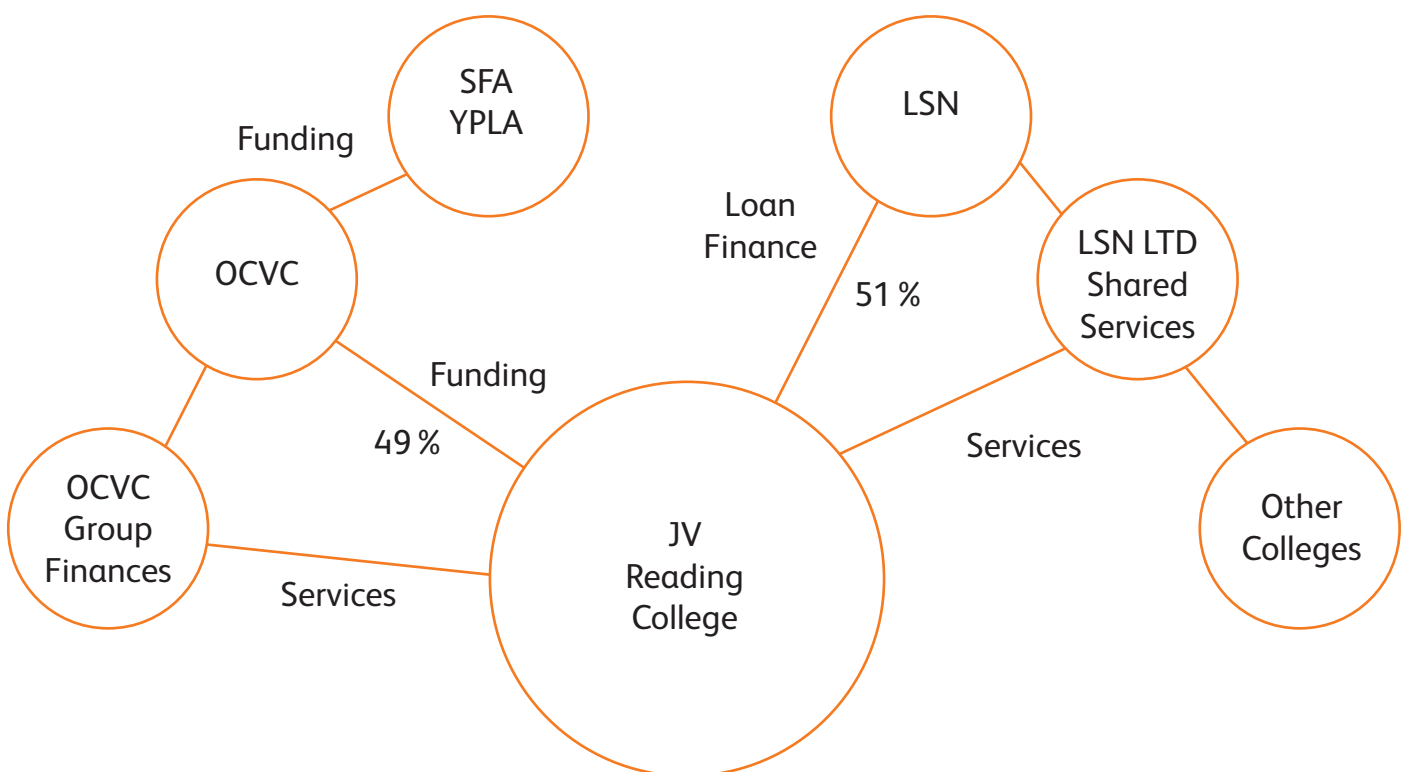 SFA
YPLA
Funding
OCVC
LSN
Loan
Finance
51 %
LSN LTD
Shared
Services
Funding
49 %
Services
OCVC
Group
Finances
Services
JV
Reading
College
Other
Colleges